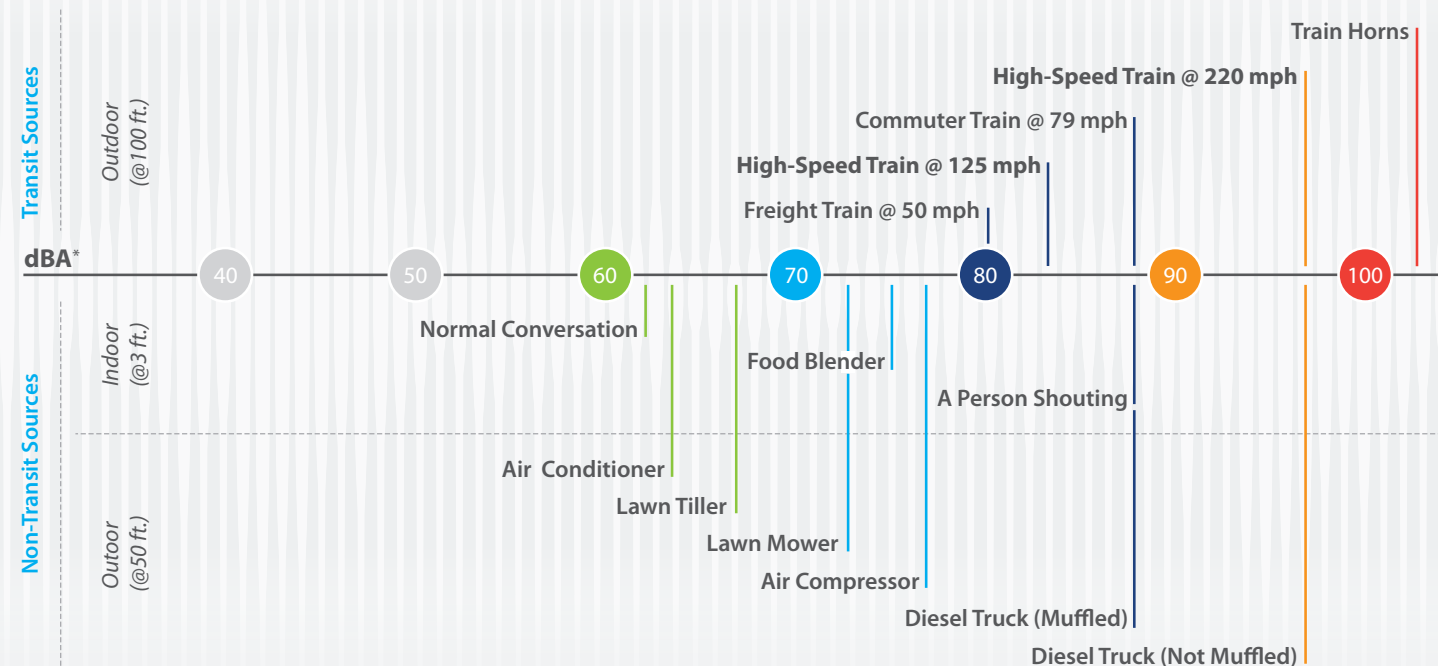 Train Horns
High-Speed Train @ 220 mph
Commuter Train @ 79 mph
High-Speed Train @ 125 mph
Freight Train @ 50 mph
Transit Sources
Outdoor
(@100 ft.)
dBA*
40 50 60 70 80 90 100
Non-Transit Sources
Indoor
(@3 ft.)
Normal Conversation
Food Blender
A Person Shouting
Outoor
(@50 ft.)
Air Conditioner
Lawn Tiller
Lawn Mower
Air Compressor
Diesel Truck (Muffled)
Diesel Truck (Not Muffled)